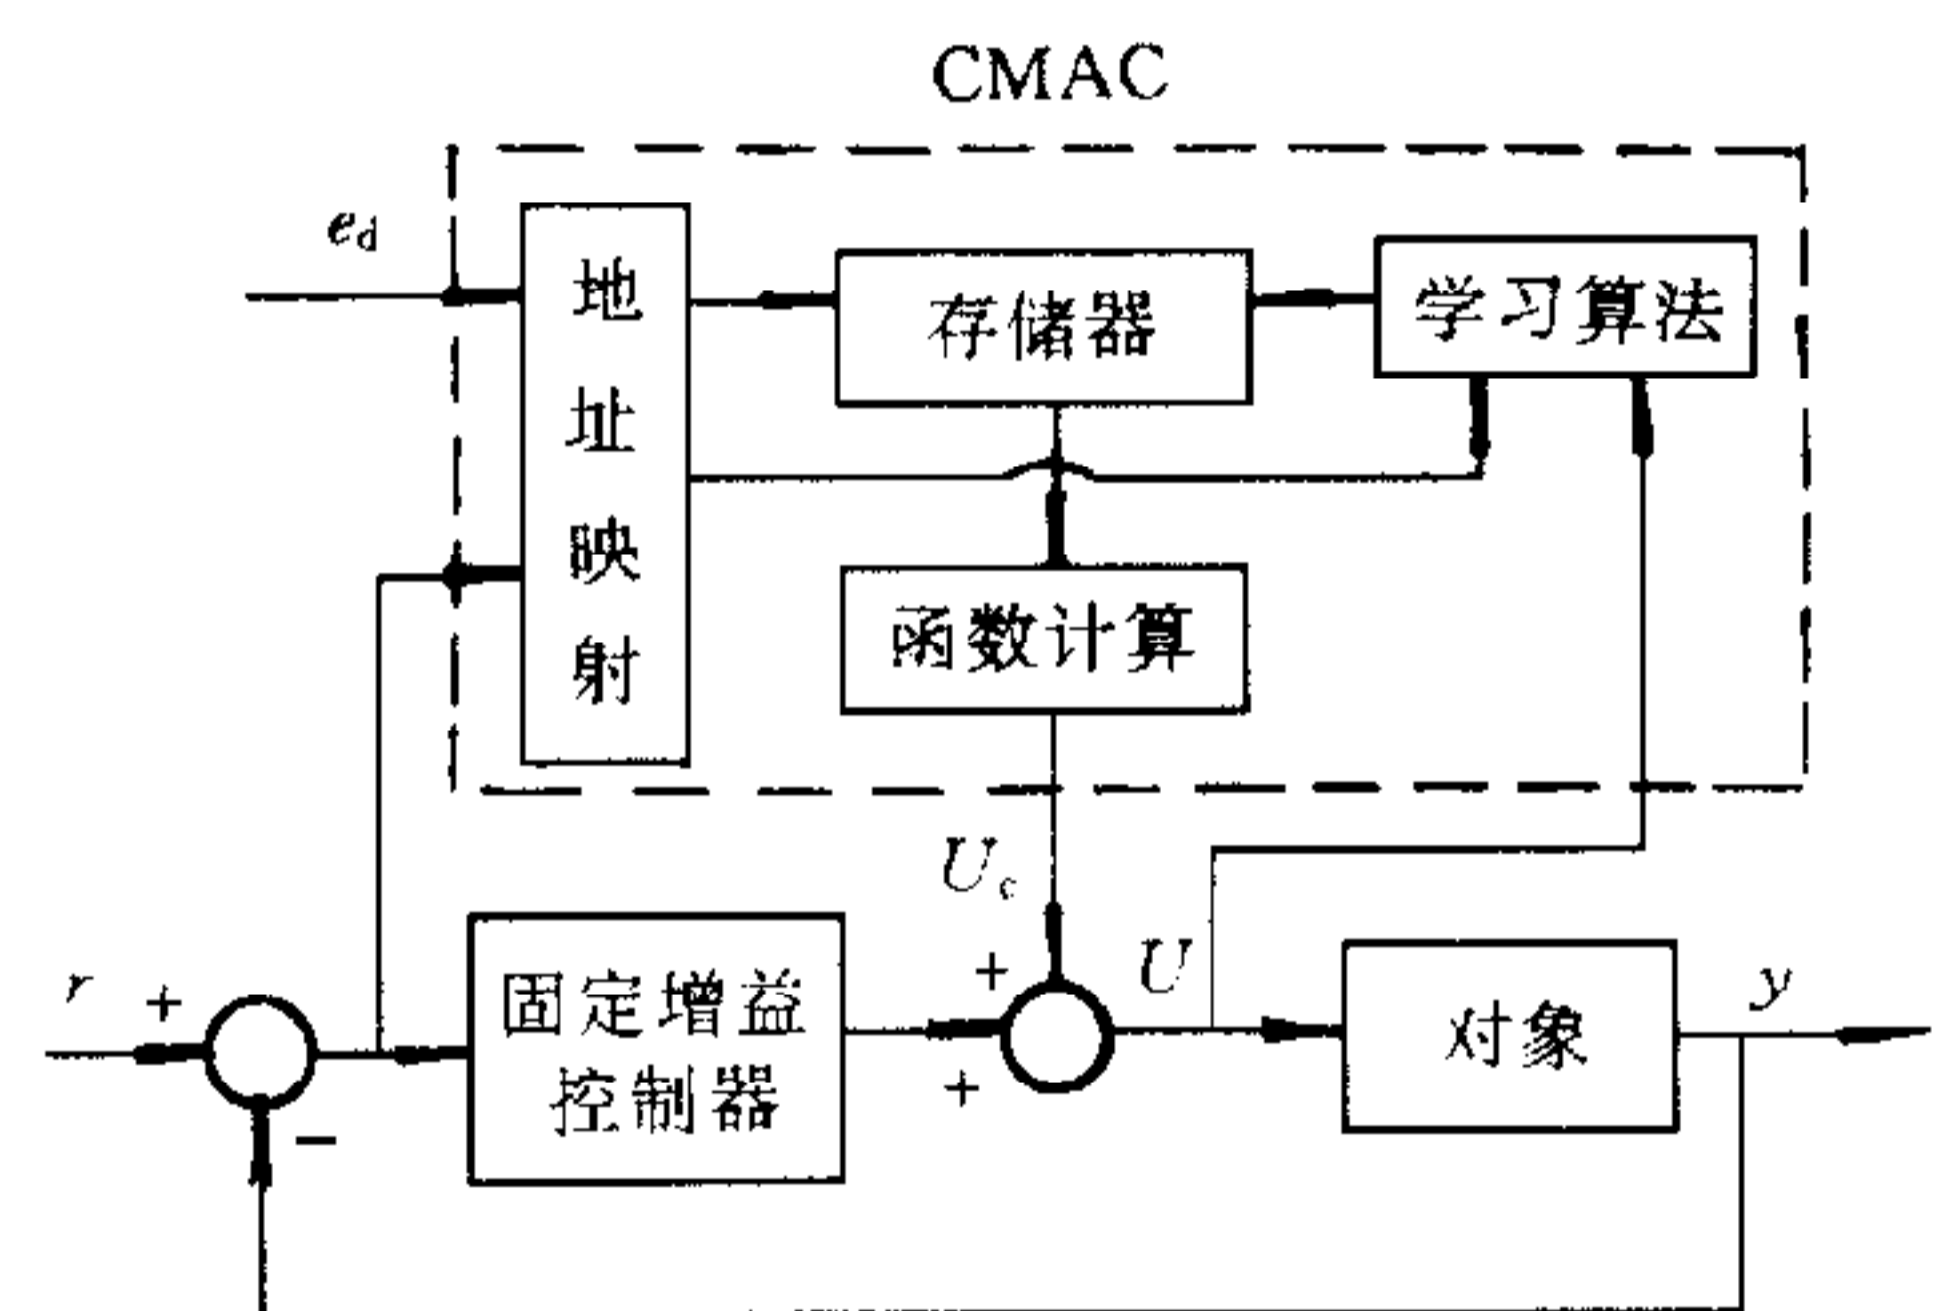 CMAC
e_d
地址映射
存储器
学习算法
函数计算
U_c
r
+
−
固定增益
控制器
+
+
U
对象
y